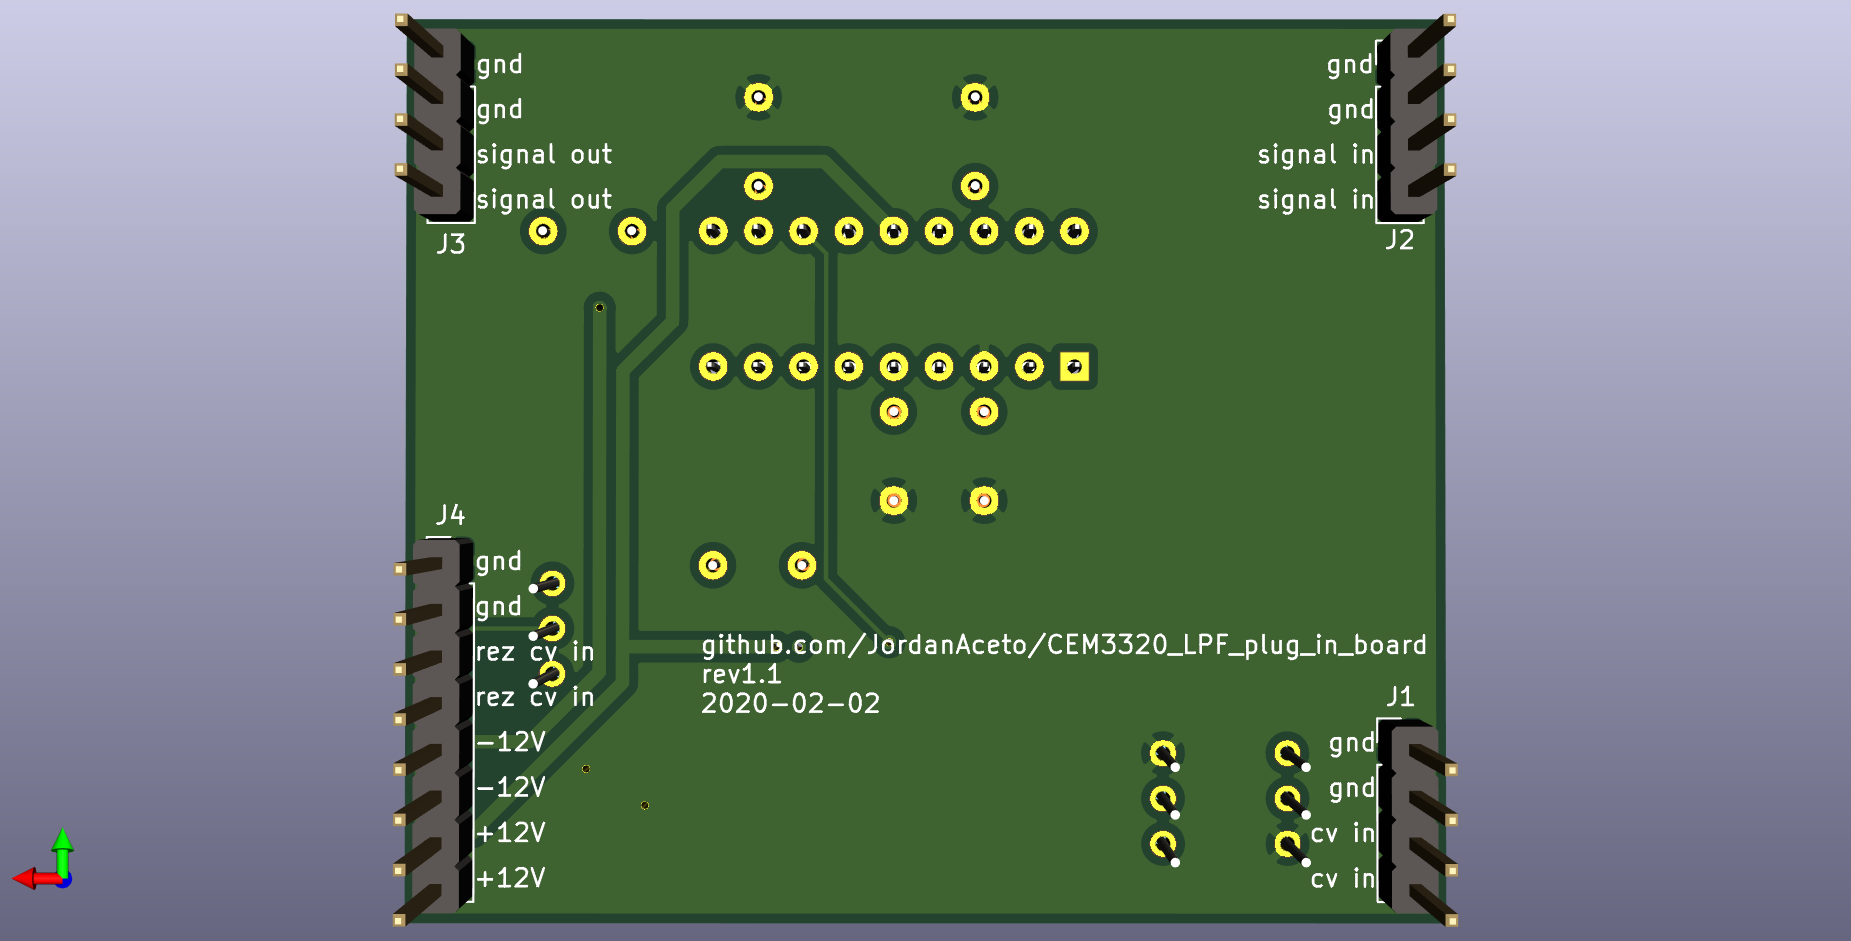 gnd
gnd
signal out
signal out
J3
gnd
gnd
signal in
signal in
J2
J4
gnd
gnd
rez cv in
rez cv in
-12V
-12V
+12V
+12V
github.com/JordanAceto/CEM3320_LPF_plug_in_board
rev1.1
2020-02-02
J1
gnd
gnd
cv in
cv in